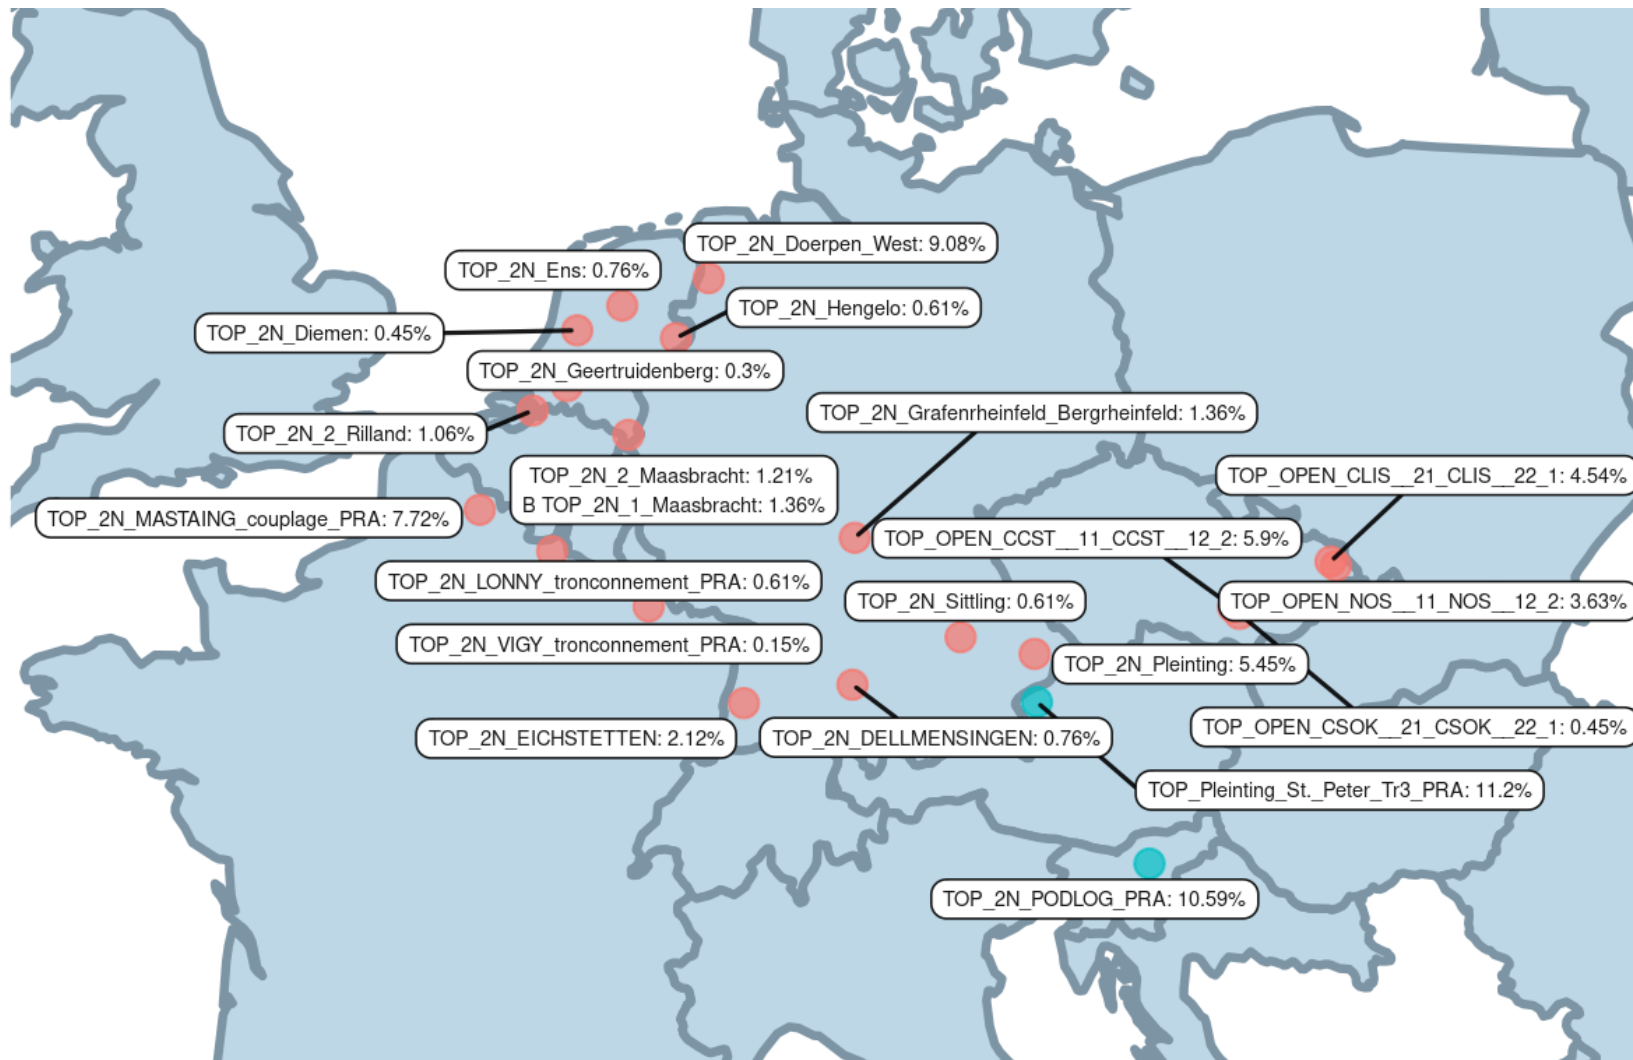 TOP_2N_Doerpen_West: 9.08%
TOP_2N_Ens: 0.76%
TOP_2N_Hengelo: 0.61%
TOP_2N_Diemen: 0.45%
TOP_2N_Geertruidenberg: 0.3%
TOP_2N_Grafenrheinfeld_Bergrheinfeld: 1.36%
TOP_2N_2_Rilland: 1.06%
TOP_2N_2_Maasbracht: 1.21%
B TOP_2N_1_Maasbracht: 1.36%
TOP_OPEN_CLIS__21_CLIS__22_1: 4.54%
TOP_2N_MASTAING_couplage_PRA: 7.72%
TOP_OPEN_CCST__11_CCST__12_2: 5.9%
TOP_2N_LONNY_tronconnement_PRA: 0.61%
TOP_2N_Sittling: 0.61%
TOP_OPEN_NOS__11_NOS__12_2: 3.63%
TOP_2N_VIGY_tronconnement_PRA: 0.15%
TOP_2N_Pleinting: 5.45%
TOP_OPEN_CSOK__21_CSOK__22_1: 0.45%
TOP_2N_EICHSTETTEN: 2.12%
TOP_2N_DELLMENSINGEN: 0.76%
TOP_Pleinting_St._Peter_Tr3_PRA: 11.2%
TOP_2N_PODLOG_PRA: 10.59%